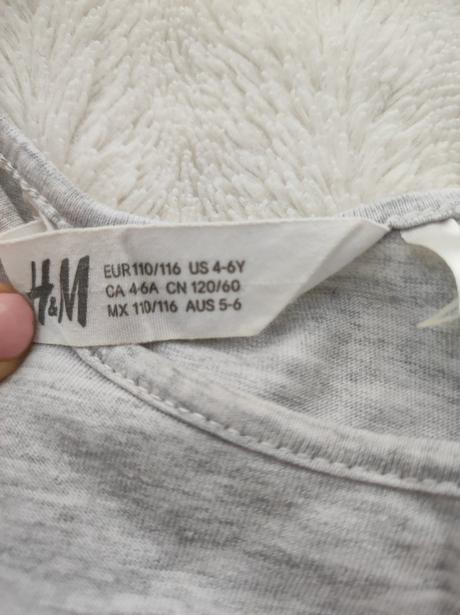 H&M
EUR 110/116 US 4-6Y
CA 4-6A CN 120/60
MX 110/116 AUS 5-6